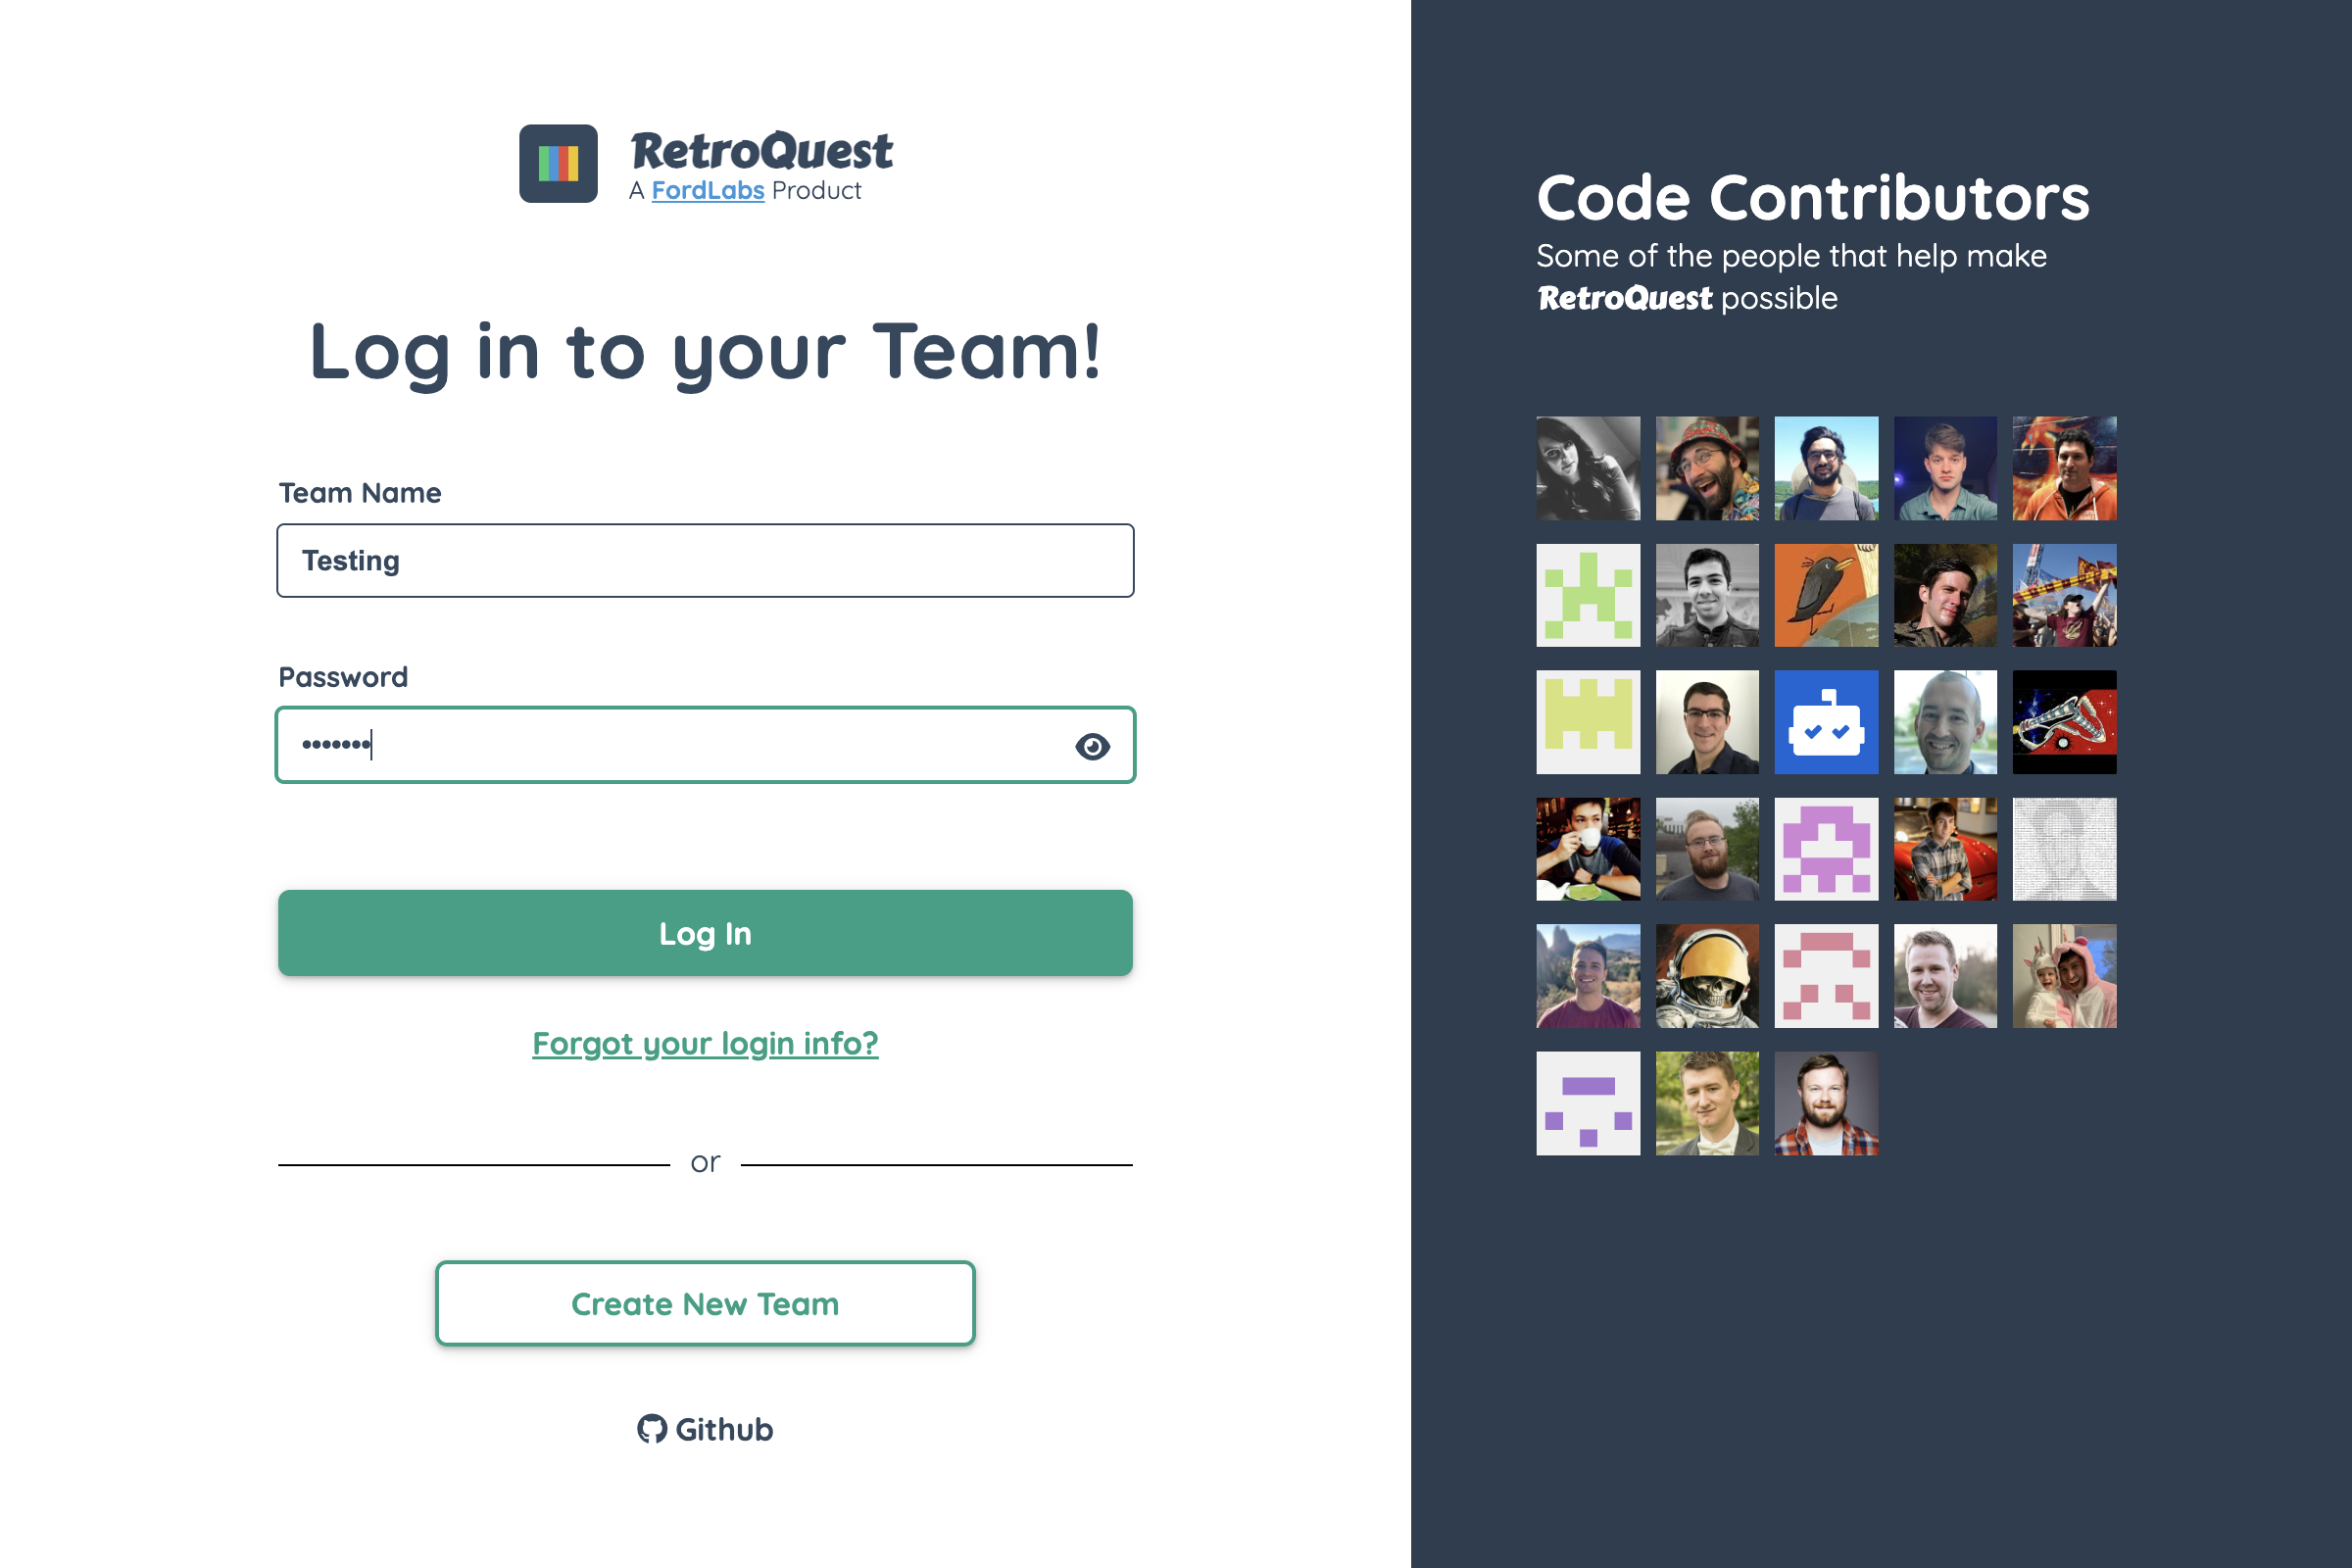 RetroQuest
A FordLabs Product
Log in to your Team!
Team Name
Testing
Password
•••••••
Log In
Forgot your login info?
or
Create New Team
Github
Code Contributors
Some of the people that help make
RetroQuest possible